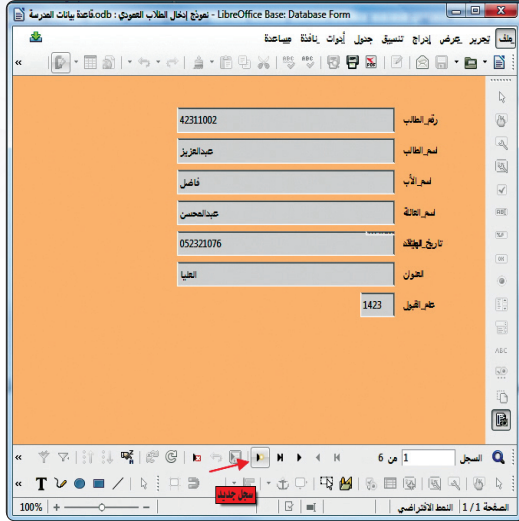 قاعدة بيانات المدرسة.odb : نموذج إدخال الطلاب العمودي - LibreOffice Base: Database Form
ملف تحرير عرض إدراج تنسيق جدول أدوات نافذة مساعدة
رقم_الطالب 42311002
اسم_الطالب عبدالعزيز
اسم_الأب فاضل
اسم_العائلة عبدالمحسن
052321076
العنوان العليا
عام_القبول 1423
ABC
السجل 1 من 6
سجل جديد
T
الصفحة 1 / 1 النمط الافتراضي 100%